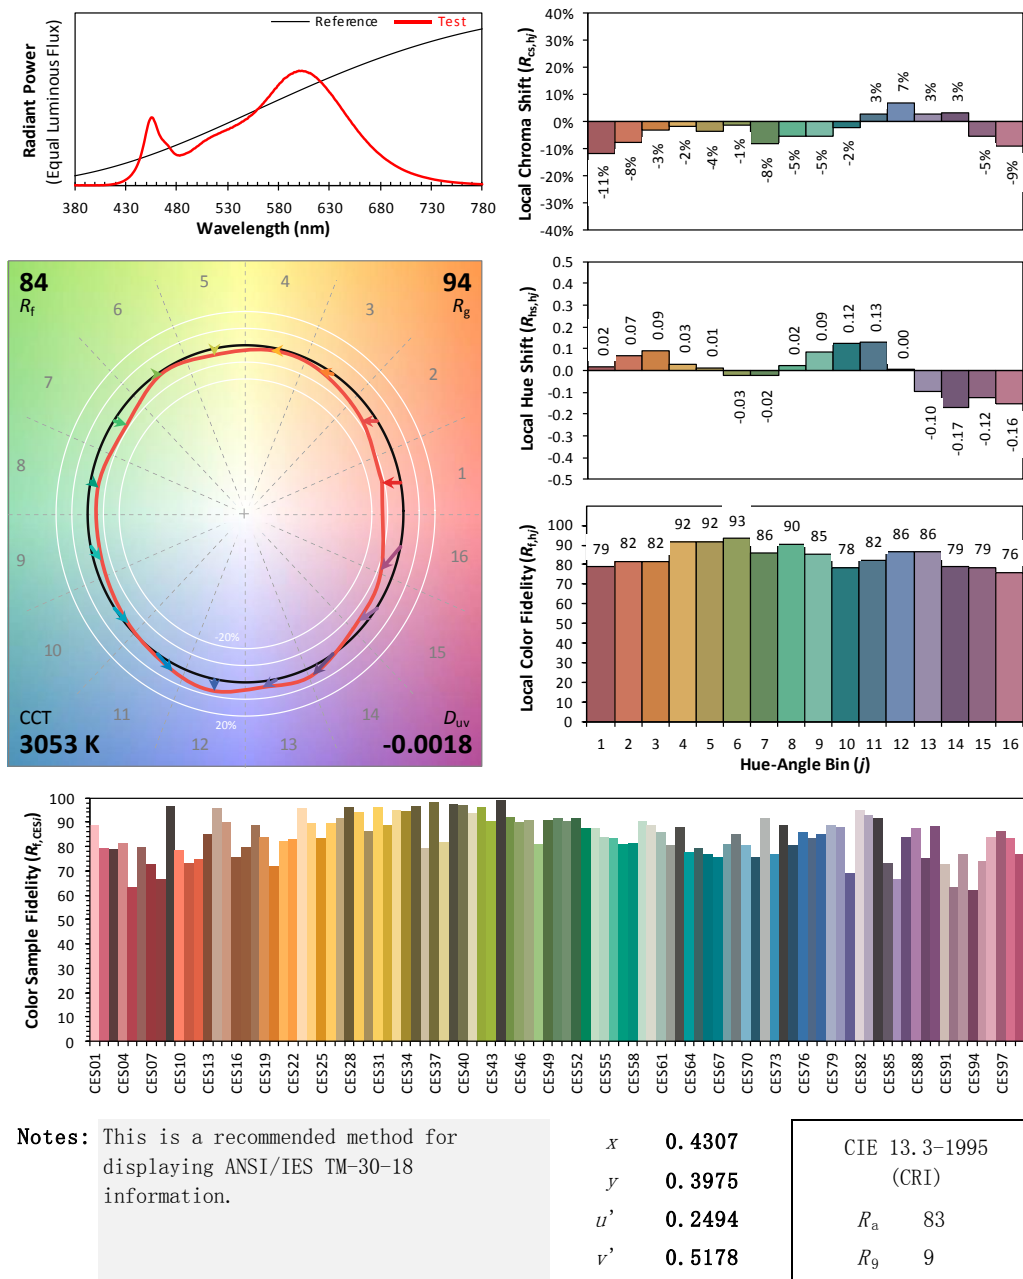 Reference
Test
Radiant Power
(Equal Luminous Flux)
380 430 480 530 580 630 680 730 780
Wavelength (nm)
Local Chroma Shift (Rcs,hj)
40%
30%
20%
10%
0%
-10%
-20%
-30%
-40%
-11% -8% -3% -2% -4% -1% -8% -5% -5% -2% 3% 7% 3% 3% -5% -9%
84
Rf
94
Rg
1
2
3
4
5
6
7
8
9
10
11
12
13
14
15
16
-20%
20%
CCT
3053 K
Duv
-0.0018
Local Hue Shift (Rhs,hj)
0.5
0.4
0.3
0.2
0.1
0.0
-0.1
-0.2
-0.3
-0.4
-0.5
0.02 0.07 0.09 0.03 0.01 -0.03 -0.02 0.02 0.09 0.12 0.13 0.00 -0.10 -0.17 -0.12 -0.16
Local Color Fidelity (Rf,hj)
100
90
80
70
60
50
40
30
20
10
0
79 82 82 92 92 93 86 90 85 78 82 86 86 79 79 76
1 2 3 4 5 6 7 8 9 10 11 12 13 14 15 16
Hue-Angle Bin (j)
Color Sample Fidelity (Rf,CESi)
100
90
80
70
60
50
40
30
20
10
0
CES01 CES04 CES07 CES10 CES13 CES16 CES19 CES22 CES25 CES28 CES31 CES34 CES37 CES40 CES43 CES46 CES49 CES52 CES55 CES58 CES61 CES64 CES67 CES70 CES73 CES76 CES79 CES82 CES85 CES88 CES91 CES94 CES97
Notes: This is a recommended method for
displaying ANSI/IES TM-30-18
information.
x 0.4307
y 0.3975
u' 0.2494
v' 0.5178
CIE 13.3-1995
(CRI)
Ra 83
R9 9